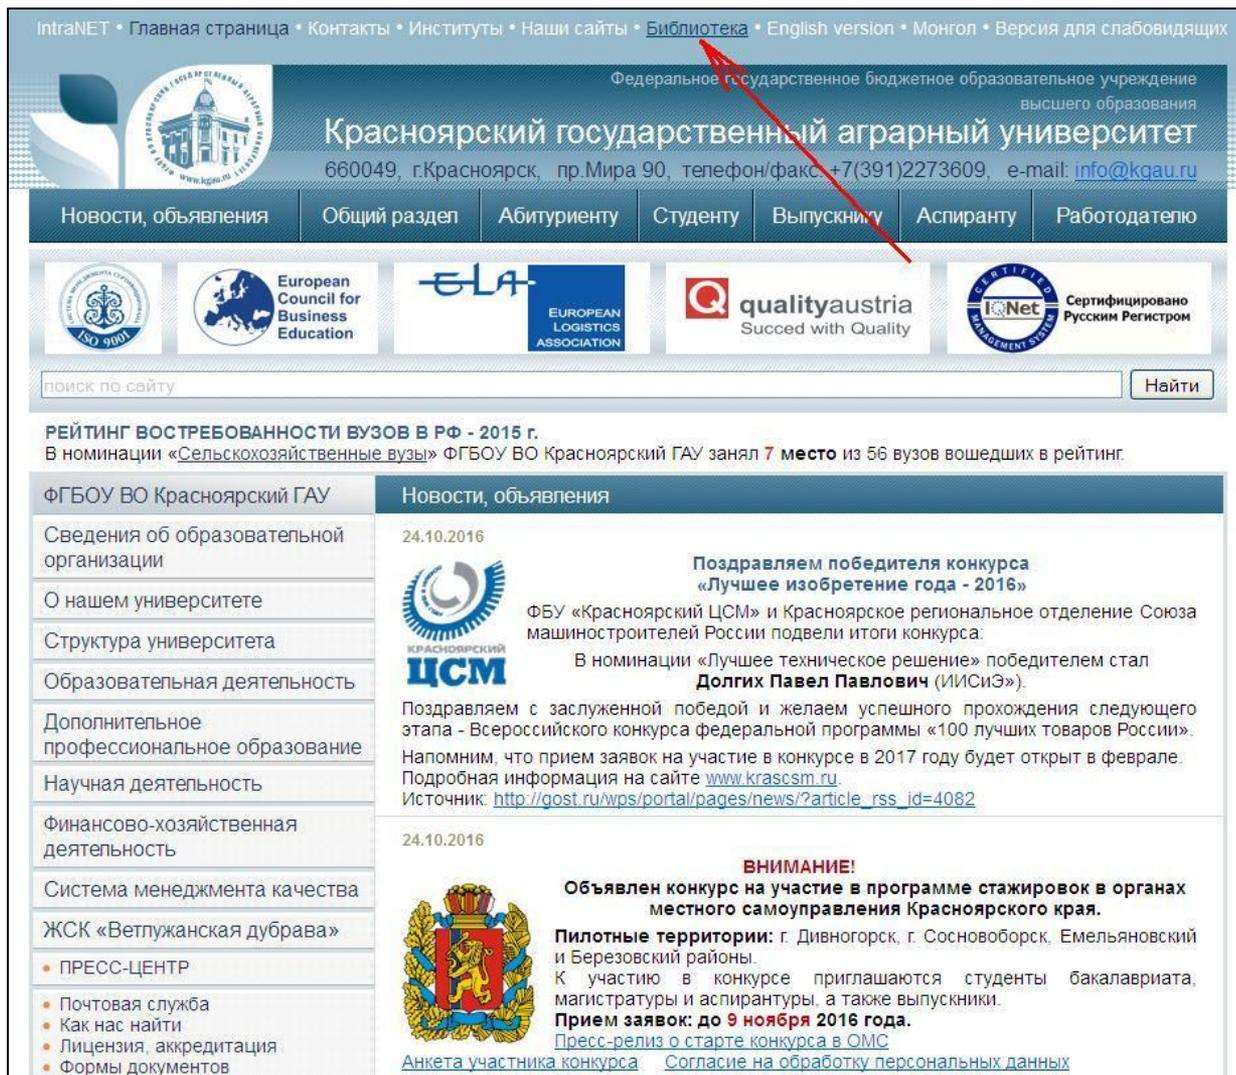 IntraNET • Главная страница • Контакты • Институты • Наши сайты • Библиотека • English version • Монгол • Версия для слабовидящих
Федеральное государственное бюджетное образовательное учреждение
высшего образования
Красноярский государственный аграрный университет
660049, г.Красноярск, пр.Мира 90, телефон/факс: +7(391)2273609, e-mail: info@kgau.ru
www.kgau.ru
Новости, объявления
Общий раздел
Абитуриенту
Студенту
Выпускнику
Аспиранту
Работодателю
ISO 9001
European
Council for
Business
Education
ELA
EUROPEAN
LOGISTICS
ASSOCIATION
Q
qualityaustria
Succeed with Quality
CERTIFIED
IQNet
MANAGEMENT SYSTEM
Сертифицировано
Русским Регистром
поиск по сайту
Найти
РЕЙТИНГ ВОСТРЕБОВАННОСТИ ВУЗОВ В РФ - 2015 г.
В номинации «Сельскохозяйственные вузы» ФГБОУ ВО Красноярский ГАУ занял 7 место из 56 вузов вошедших в рейтинг.
ФГБОУ ВО Красноярский ГАУ
Сведения об образовательной
организации
О нашем университете
Структура университета
Образовательная деятельность
Дополнительное
профессиональное образование
Научная деятельность
Финансово-хозяйственная
деятельность
Система менеджмента качества
ЖСК «Ветлужанская дубрава»
• ПРЕСС-ЦЕНТР
• Почтовая служба
• Как нас найти
• Лицензия, аккредитация
• Формы документов
Новости, объявления
24.10.2016
КРАСНОЯРСКИЙ
ЦСМ
Поздравляем победителя конкурса
«Лучшее изобретение года - 2016»
ФБУ «Красноярский ЦСМ» и Красноярское региональное отделение Союза
машиностроителей России подвели итоги конкурса:
В номинации «Лучшее техническое решение» победителем стал
Долгих Павел Павлович (ИИСиЭ»).
Поздравляем с заслуженной победой и желаем успешного прохождения следующего
этапа - Всероссийского конкурса федеральной программы «100 лучших товаров России».
Напомним, что прием заявок на участие в конкурсе в 2017 году будет открыт в феврале.
Подробная информация на сайте www.krascsm.ru.
Источник: http://gost.ru/wps/portal/pages/news/?article_rss_id=4082
24.10.2016
ВНИМАНИЕ!
Объявлен конкурс на участие в программе стажировок в органах
местного самоуправления Красноярского края.
Пилотные территории: г. Дивногорск, г. Сосновоборск, Емельяновский
и Березовский районы.
К участию в конкурсе приглашаются студенты бакалавриата,
магистратуры и аспирантуры, а также выпускники.
Прием заявок: до 9 ноября 2016 года.
Пресс-релиз о старте конкурса в ОМС
Анкета участника конкурса Согласие на обработку персональных данных